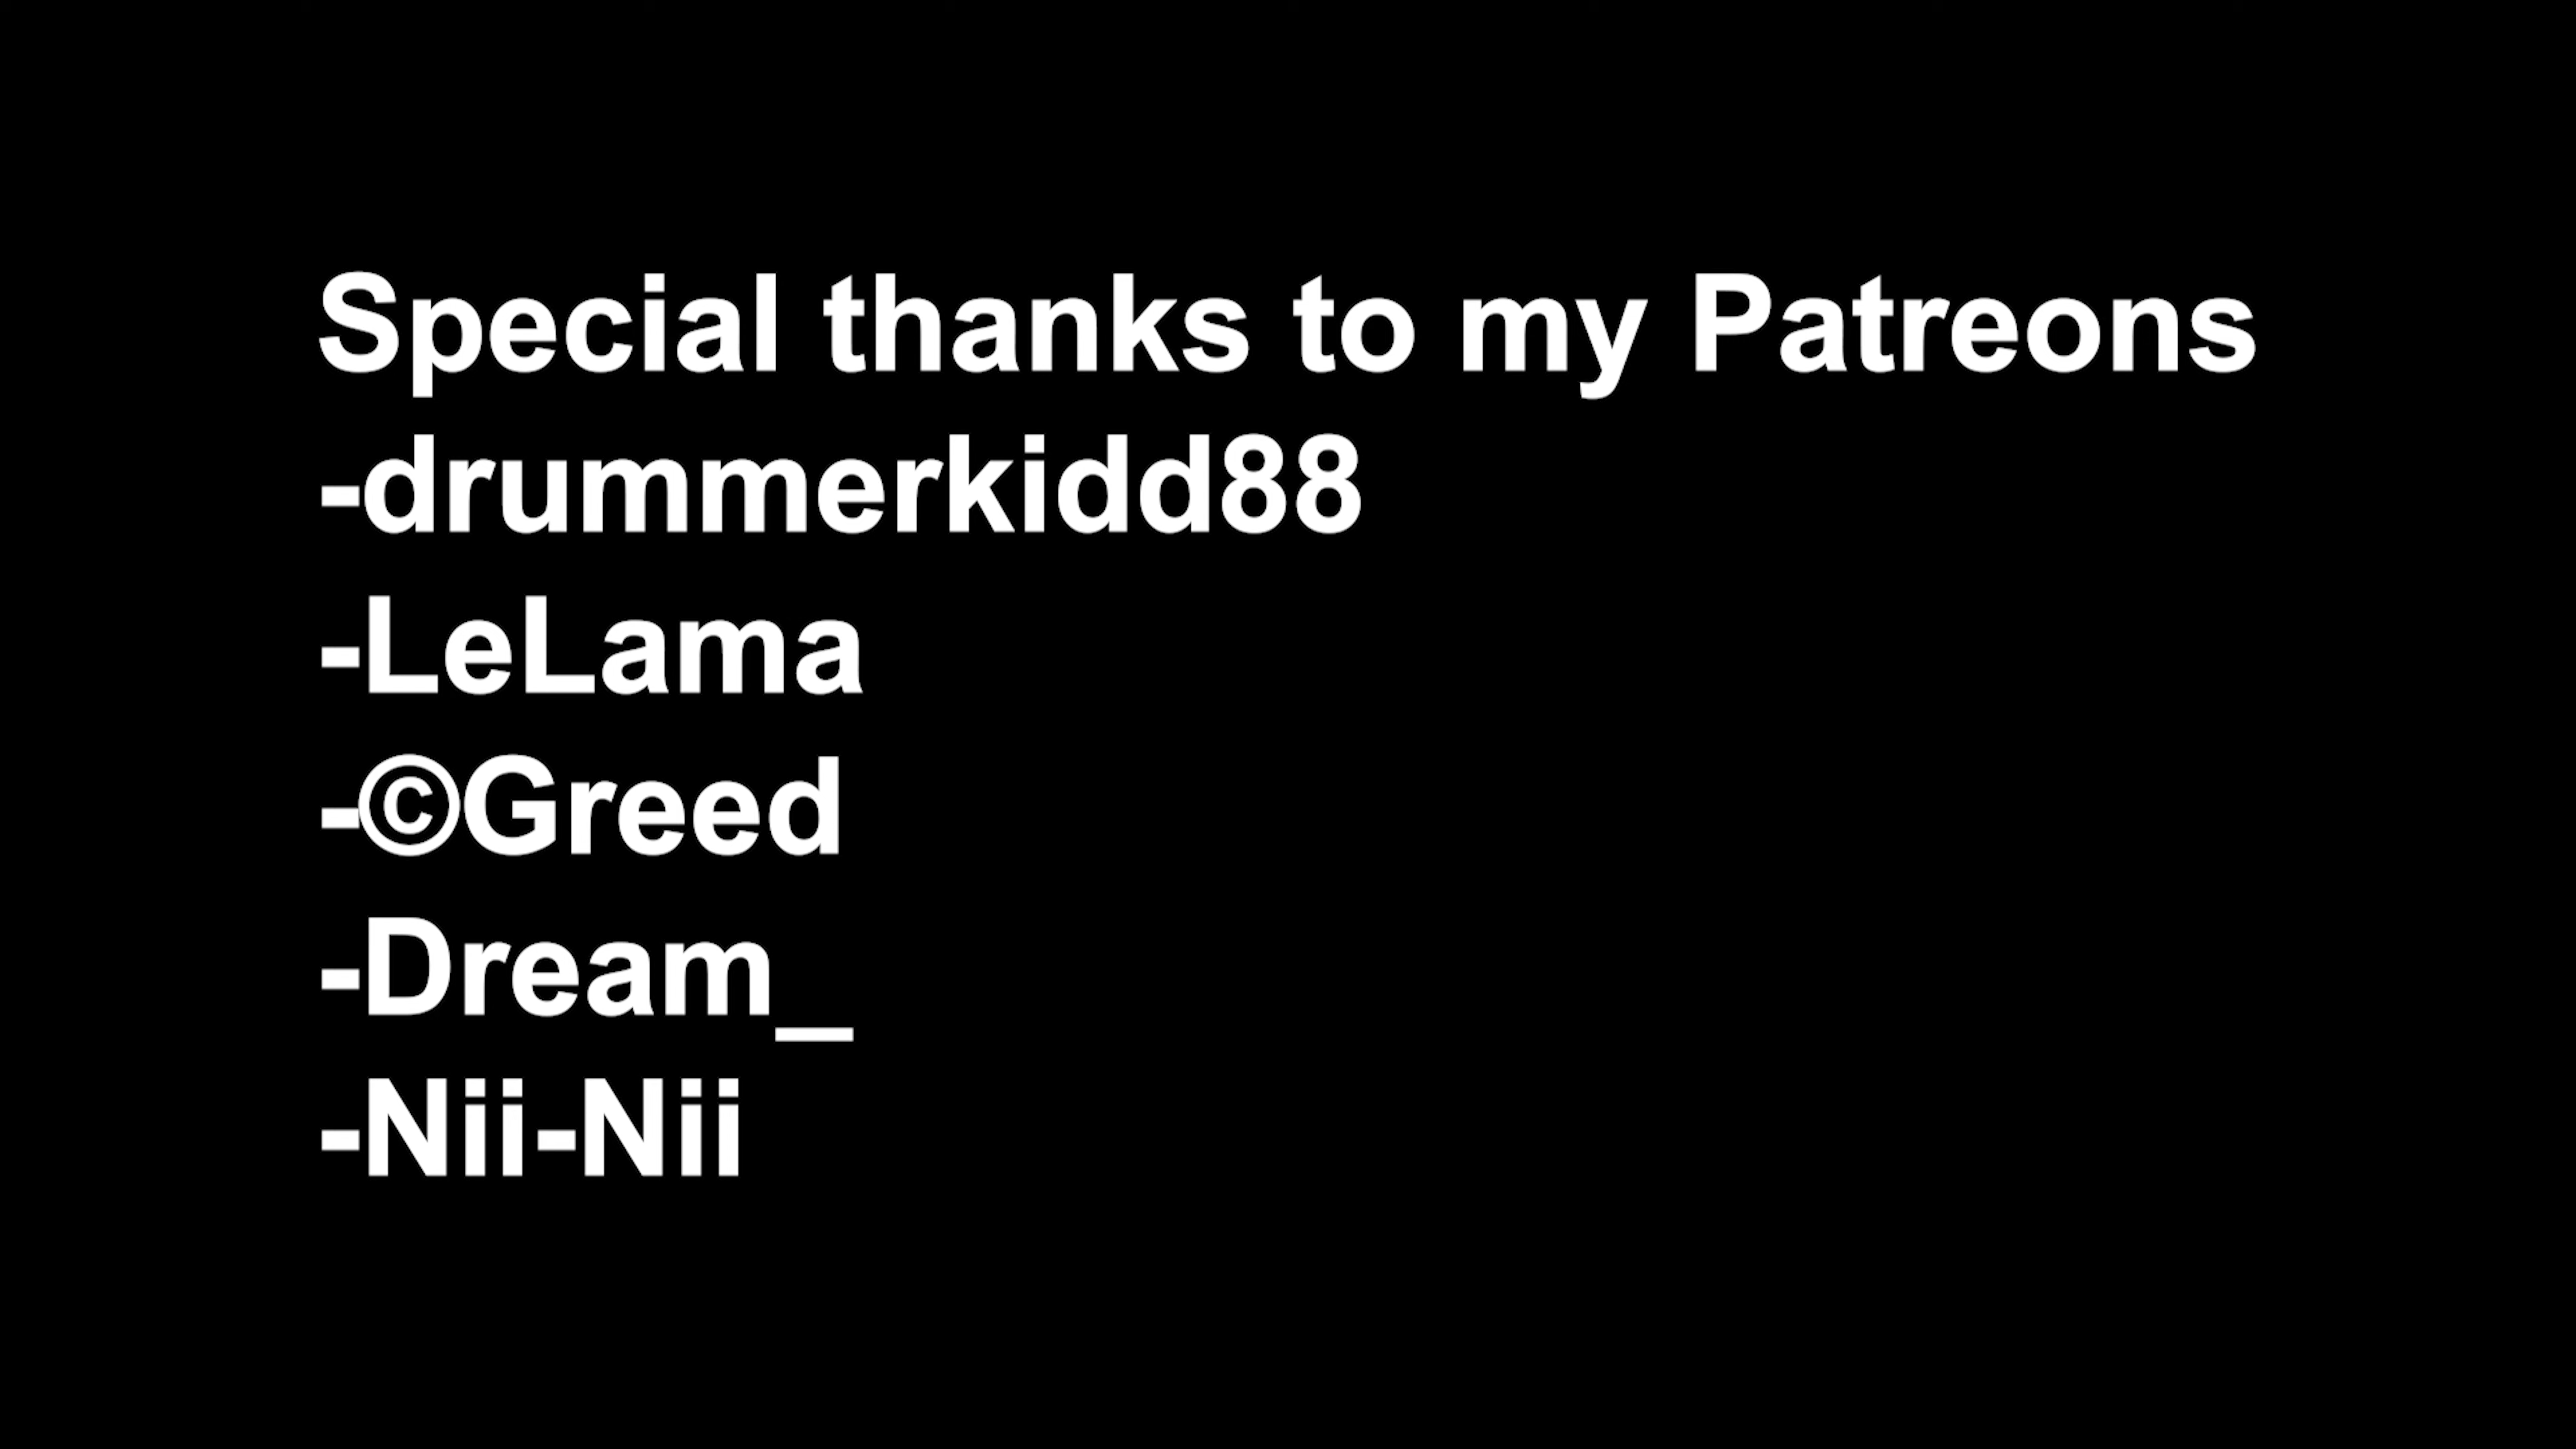 Special thanks to my Patreons
-drummerkidd88
-LeLama
-©Greed
-Dream_
-Nii-Nii